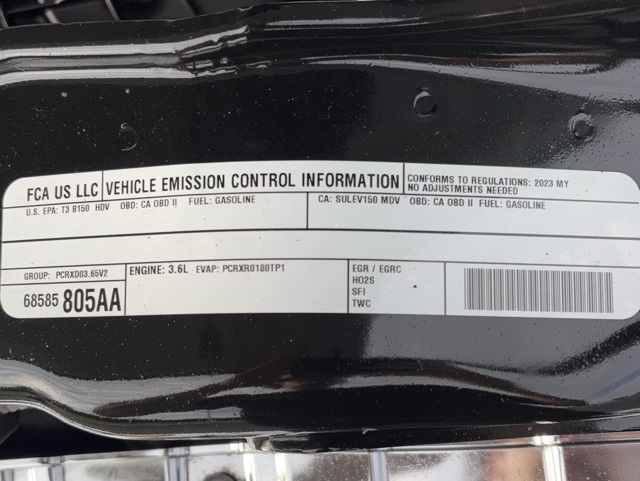 FCA US LLC VEHICLE EMISSION CONTROL INFORMATION CONFORMS TO REGULATIONS: 2023 MY
NO ADJUSTMENTS NEEDED
U.S. EPA: T3 B150 HDV OBD: CA OBD II FUEL: GASOLINE CA: SULEV150 MDV OBD: CA OBD II FUEL: GASOLINE
GROUP: PCRXD03.65V2 ENGINE: 3.6L EVAP: PCRXR0180TP1
68585 805AA
EGR / EGRC
HO2S
SFI
TWC